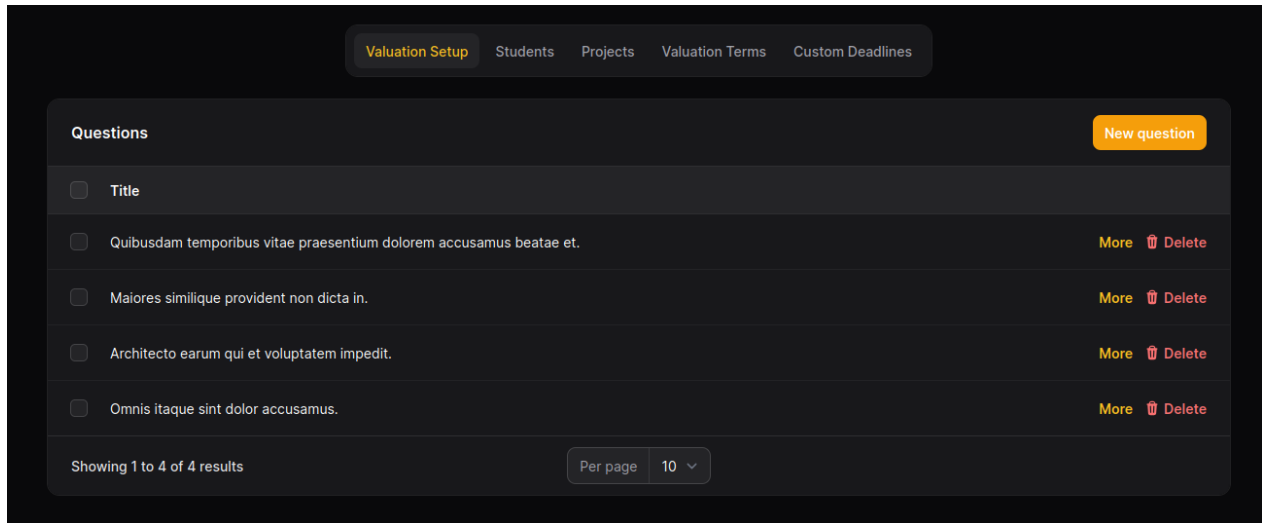 Valuation Setup Students Projects Valuation Terms Custom Deadlines
Questions New question
Title
Quibusdam temporibus vitae praesentium dolorem accusamus beatae et. More Delete
Maiores similique provident non dicta in. More Delete
Architecto earum qui et voluptatem impedit. More Delete
Omnis itaque sint dolor accusamus. More Delete
Showing 1 to 4 of 4 results Per page 10